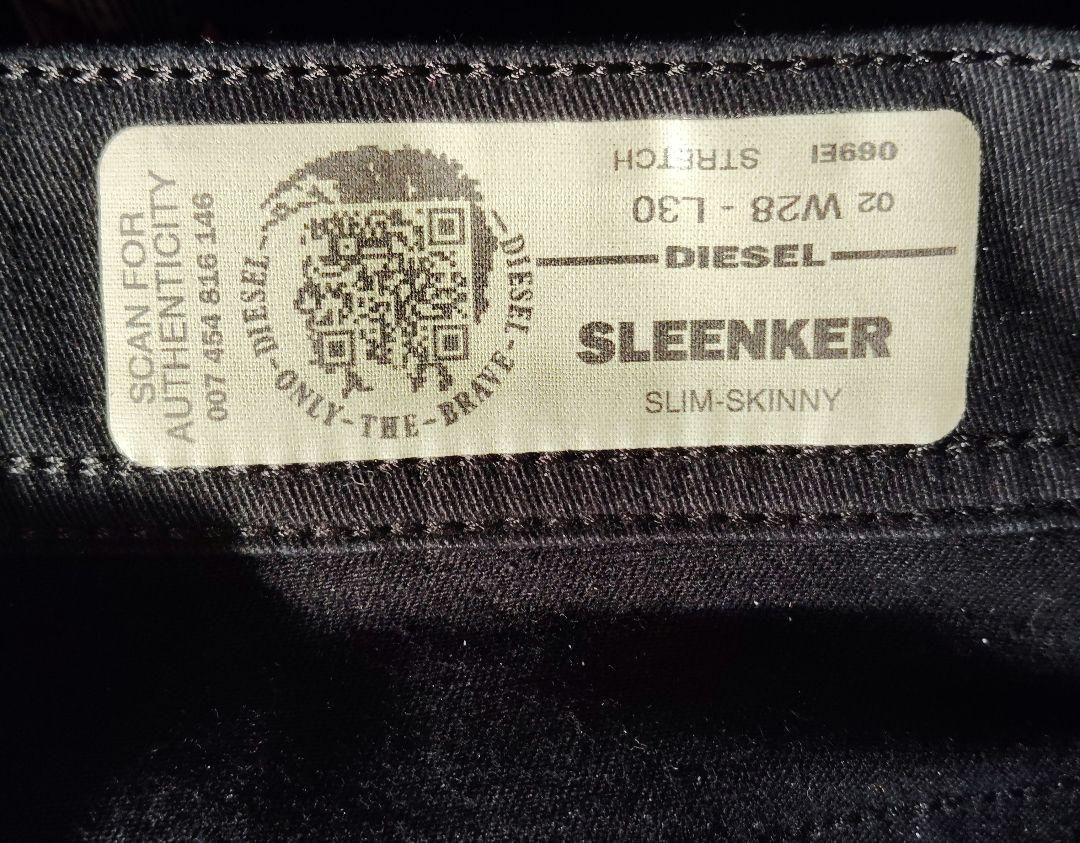 SCAN FOR
AUTHENTICITY
007 454 816 146
DIESEL-ONLY-THE-BRAVE-DIESEL
069EI STRETCH
02 W28 - L30
DIESEL
SLEENKER
SLIM-SKINNY